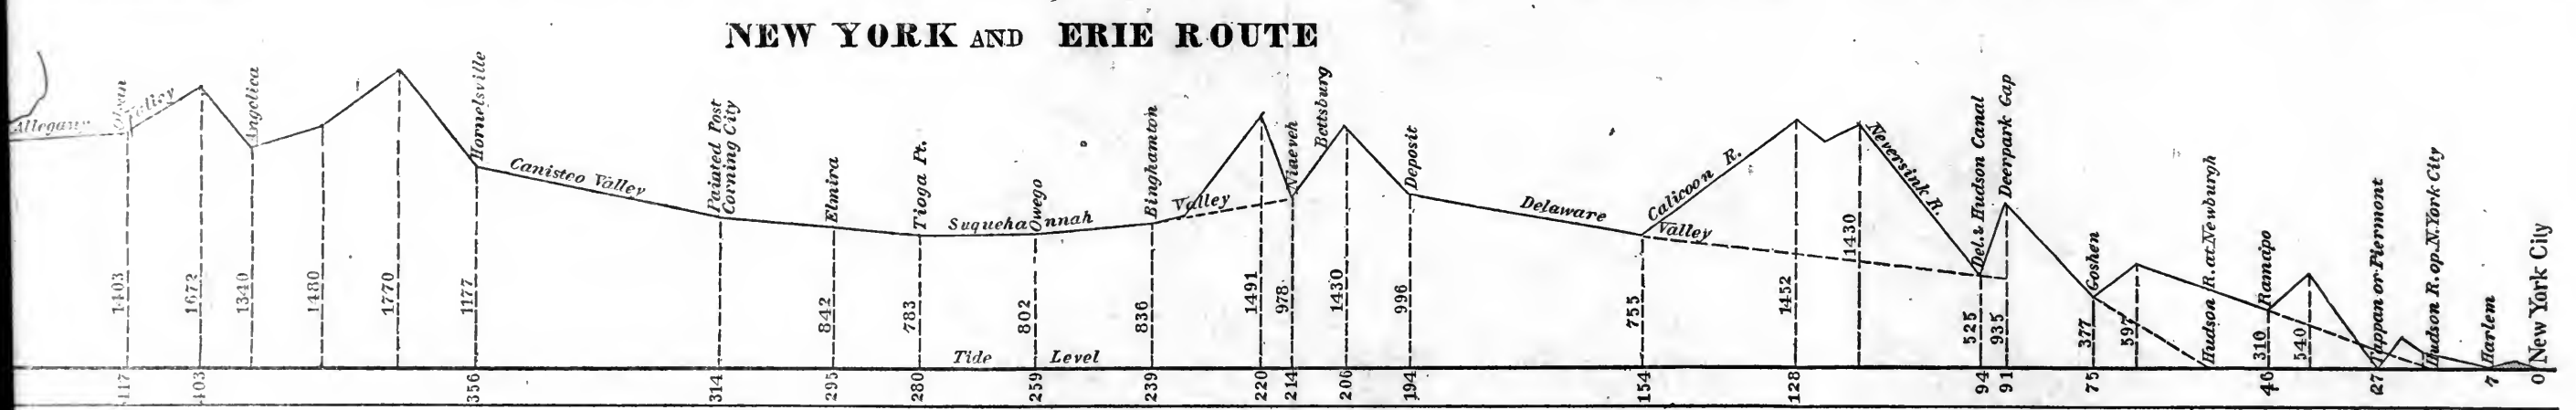 NEW YORK AND ERIE ROUTE
Allegany
Olean
Valley
Angelica
Hornelsville
Canisteo Valley
Painted Post
Corning City
Elmira
Tioga Pt.
Suqueha nnah
Owego
Binghamton
Valley
Nineveh
Bettsburg
Deposit
Delaware
Calicoon R.
Valley
Neversink R.
Del. & Hudson Canal
Deerpark Gap
Goshen
Hudson R. at Newburgh
Ramapo
Tappan or Piermont
Hudson R. op. N. York City
Harlem
New York City
1403
1672
1340
1480
1770
1177
842
783
802
836
1491
978
1430
996
755
1452
1430
525
935
377
597
310
540
Tide Level
417
403
356
314
295
280
259
239
220
214
206
194
154
128
94
91
75
46
27
7
0